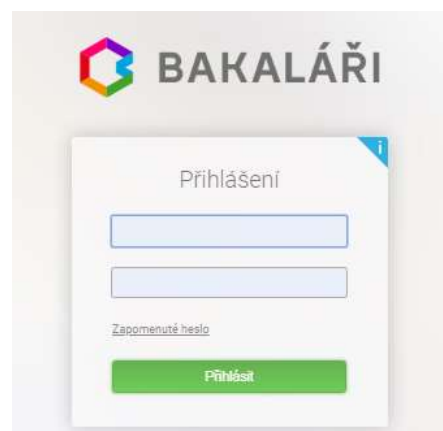 BAKALÁŘI
i
Přihlášení
Zapomenuté heslo
Přihlásit